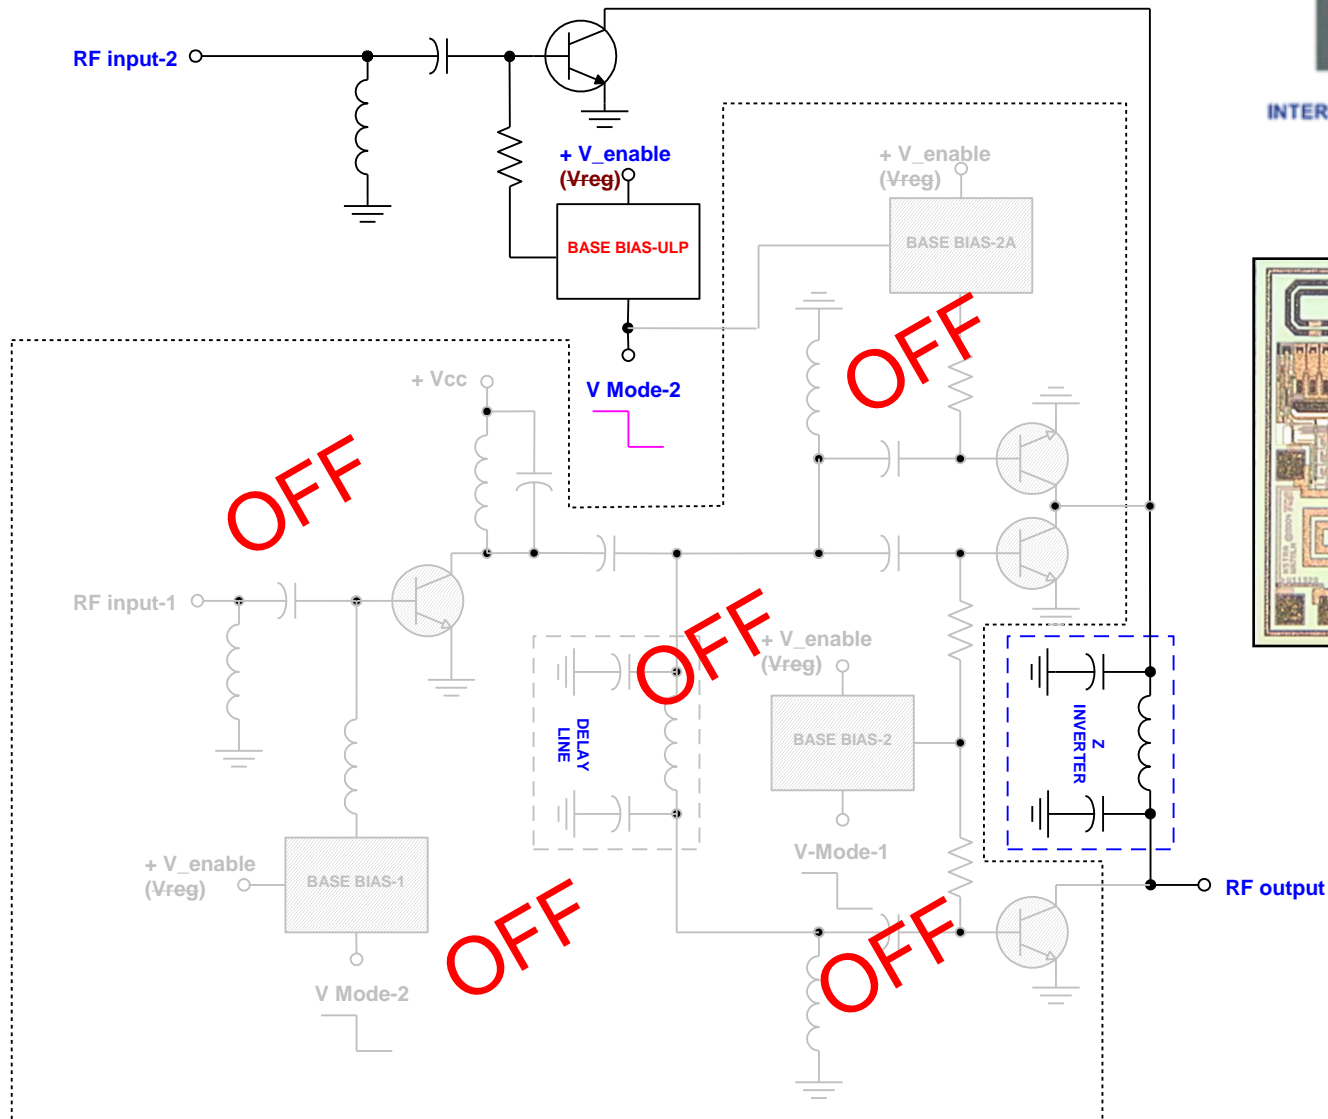 RF input-2
INTER
+ V_enable
(Vreg)
BASE BIAS-ULP
+ V_enable
(Vreg)
BASE BIAS-2A
OFF
V Mode-2
+ Vcc
OFF
RF input-1
OFF
+ V_enable
(Vreg)
BASE BIAS-2
DELAY
LINE
Z
INVERTER
V-Mode-1
+ V_enable
(Vreg)
BASE BIAS-1
RF output
OFF
OFF
V Mode-2